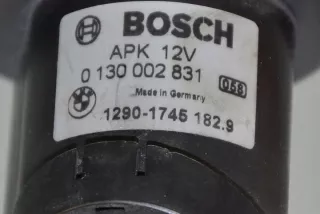 BOSCH
APK 12V
0 130 002 831 058
Made in Germany
1290-1745 182.9